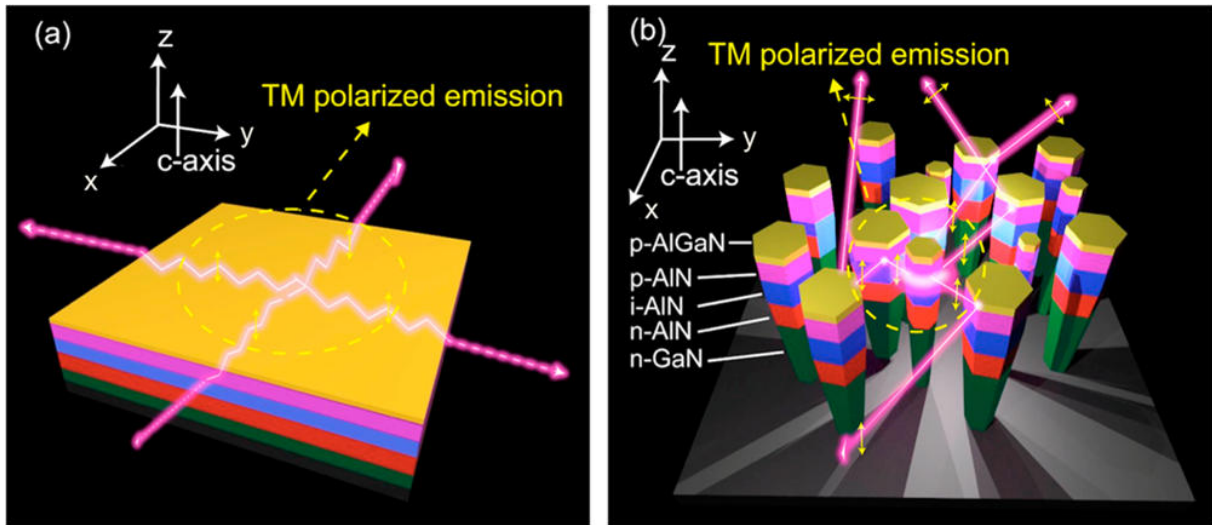 (a)
z
TM polarized emission
y
c-axis
x
(b)
z
TM polarized emission
y
c-axis
x
p-AlGaN
p-AlN
i-AlN
n-AlN
n-GaN